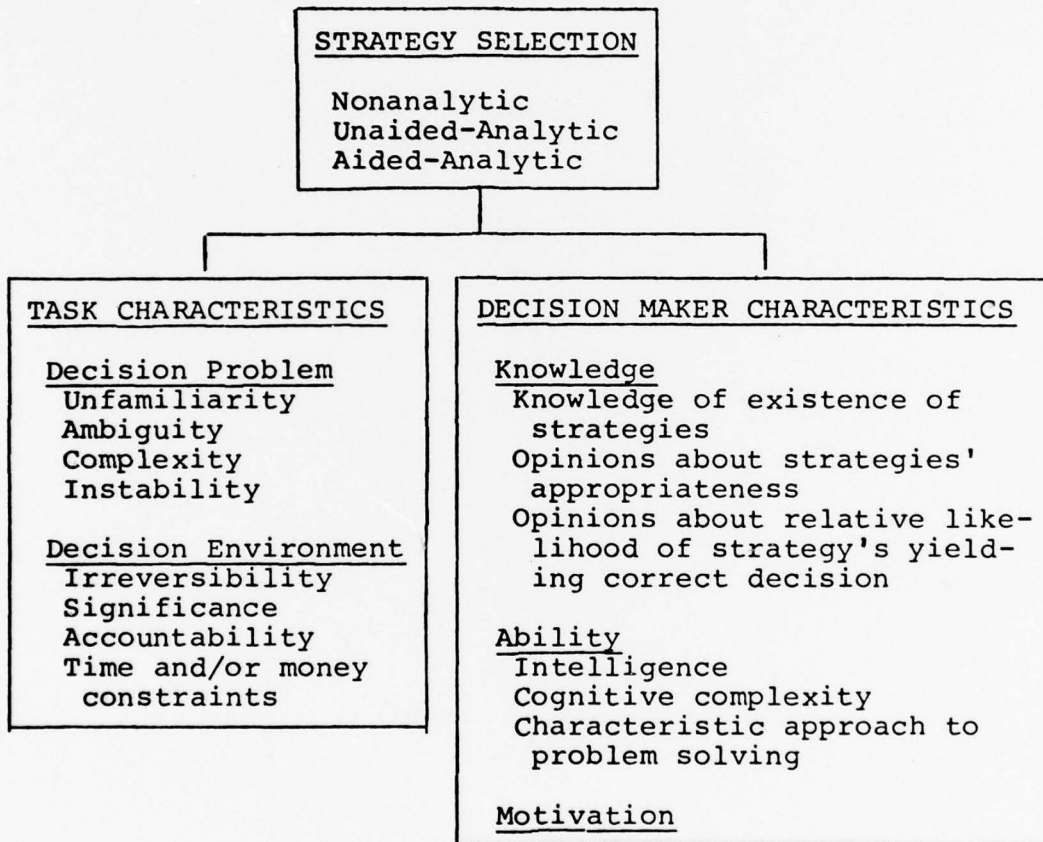 STRATEGY SELECTION
Nonanalytic
Unaided-Analytic
Aided-Analytic
TASK CHARACTERISTICS
Decision Problem
Unfamiliarity
Ambiguity
Complexity
Instability
Decision Environment
Irreversibility
Significance
Accountability
Time and/or money
constraints
DECISION MAKER CHARACTERISTICS
Knowledge
Knowledge of existence of
strategies
Opinions about strategies'
appropriateness
Opinions about relative like-
lihood of strategy's yield-
ing correct decision
Ability
Intelligence
Cognitive complexity
Characteristic approach to
problem solving
Motivation